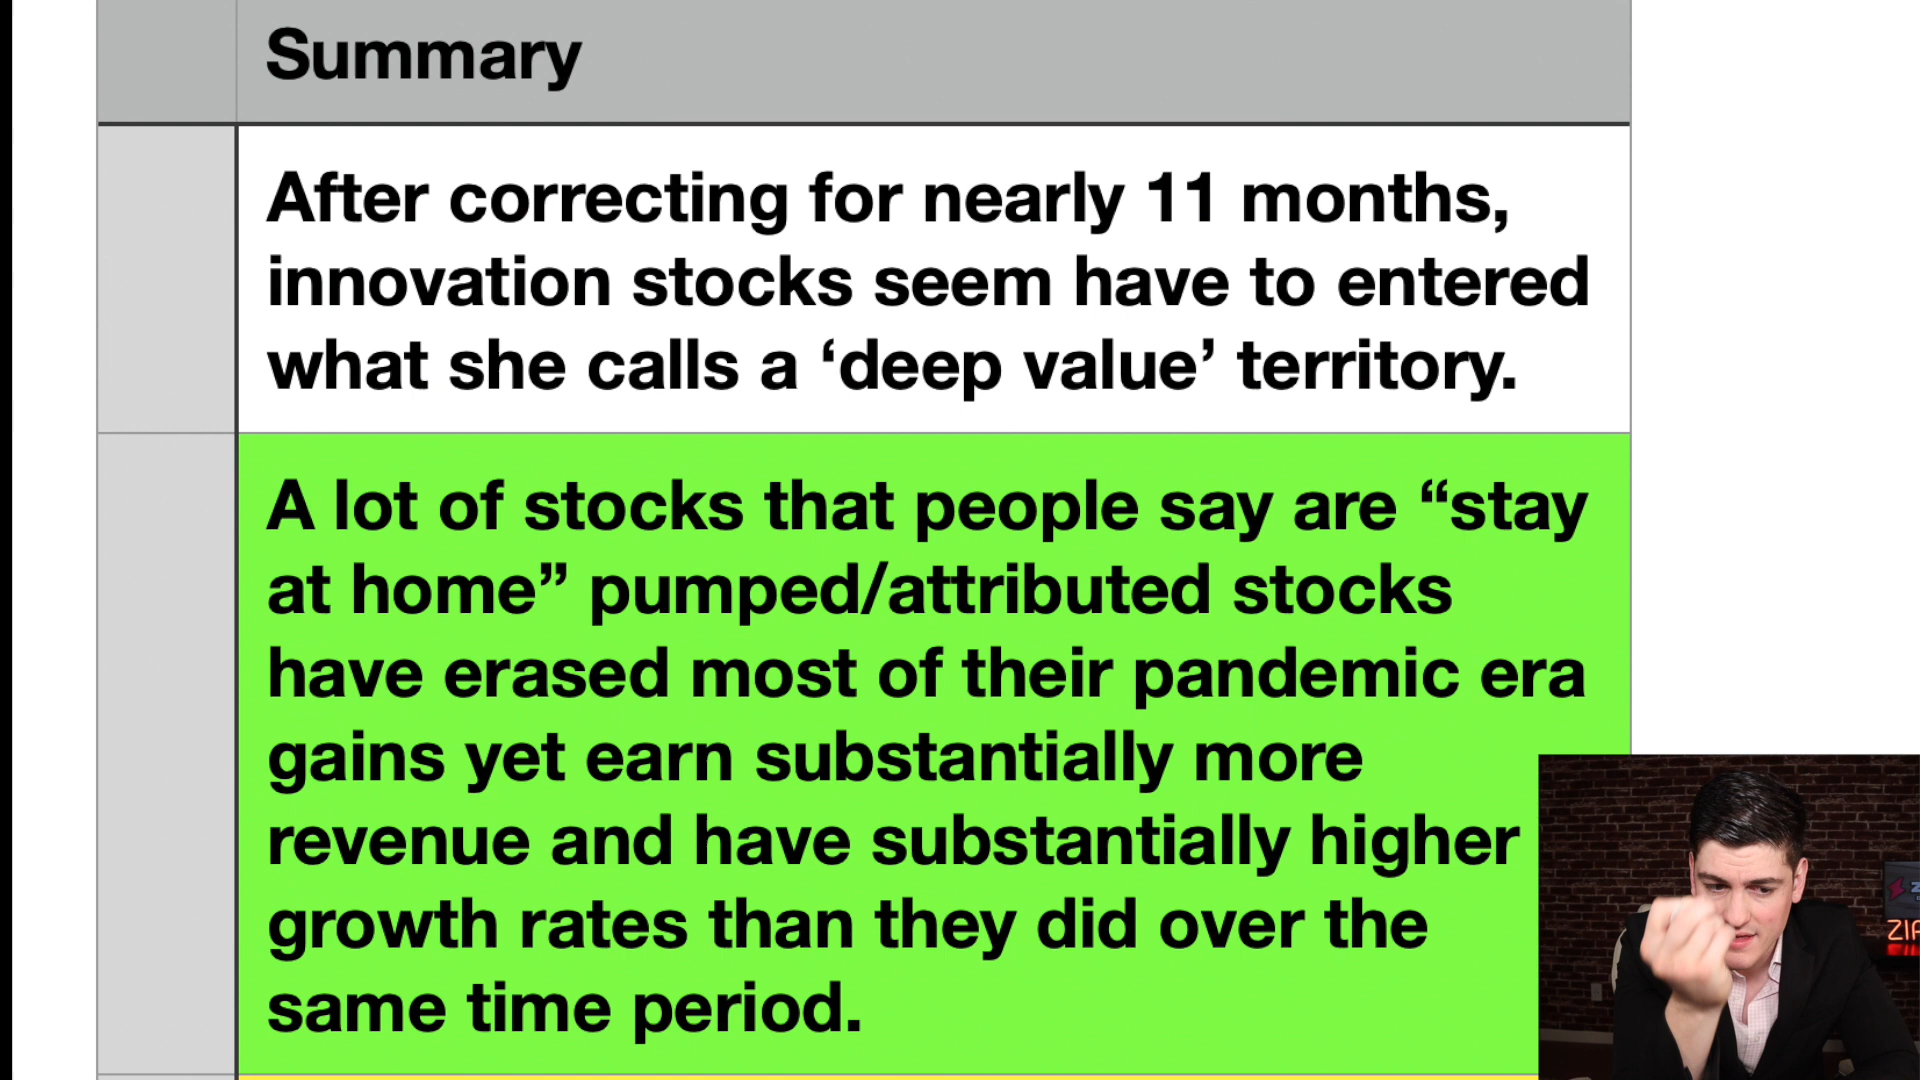 Summary
After correcting for nearly 11 months,
innovation stocks seem have to entered
what she calls a ‘deep value’ territory.
A lot of stocks that people say are “stay
at home” pumped/attributed stocks
have erased most of their pandemic era
gains yet earn substantially more
revenue and have substantially higher
growth rates than they did over the
same time period.